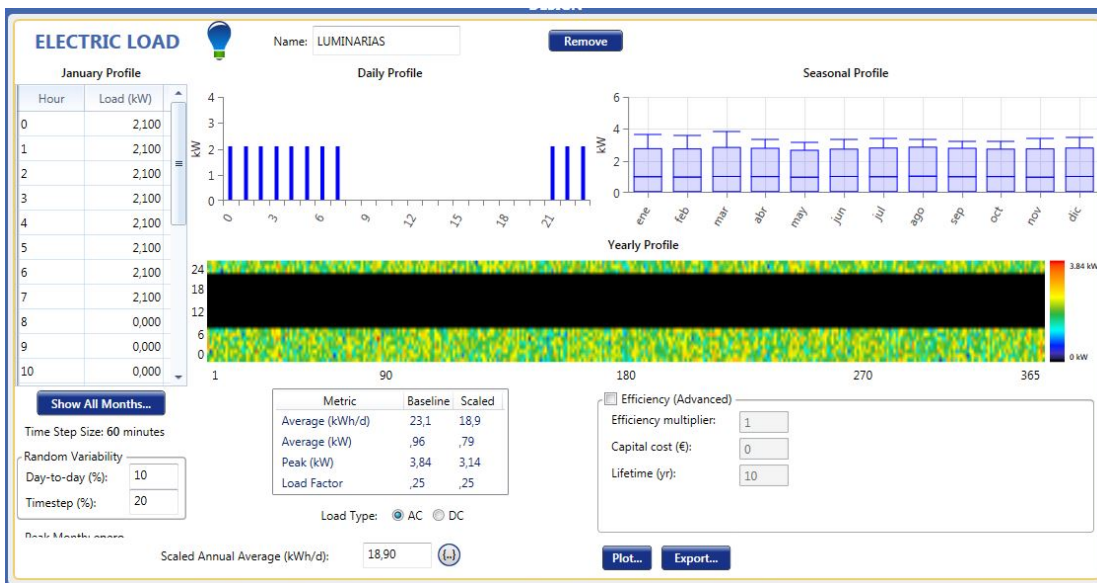 DESIGN
ELECTRIC LOAD
Name: LUMINARIAS
Remove
January Profile
Hour Load (kW)
0 2,100
1 2,100
2 2,100
3 2,100
4 2,100
5 2,100
6 2,100
7 2,100
8 0,000
9 0,000
10 0,000
Show All Months...
Time Step Size: 60 minutes
Random Variability
Day-to-day (%): 10
Timestep (%): 20
Peak Month: enero
Daily Profile
kW
4
3
2
1
0
0 3 6 9 12 15 18 21
Seasonal Profile
kW
6
4
2
0
ene feb mar abr may jun jul ago sep oct nov dic
Yearly Profile
24
18
12
6
0
1 90 180 270 365
3.84 kW
0 kW
Metric Baseline Scaled
Average (kWh/d) 23,1 18,9
Average (kW) ,96 ,79
Peak (kW) 3,84 3,14
Load Factor ,25 ,25
Load Type: AC DC
Scaled Annual Average (kWh/d): 18,90 {..}
Efficiency (Advanced)
Efficiency multiplier: 1
Capital cost (€): 0
Lifetime (yr): 10
Plot... Export...